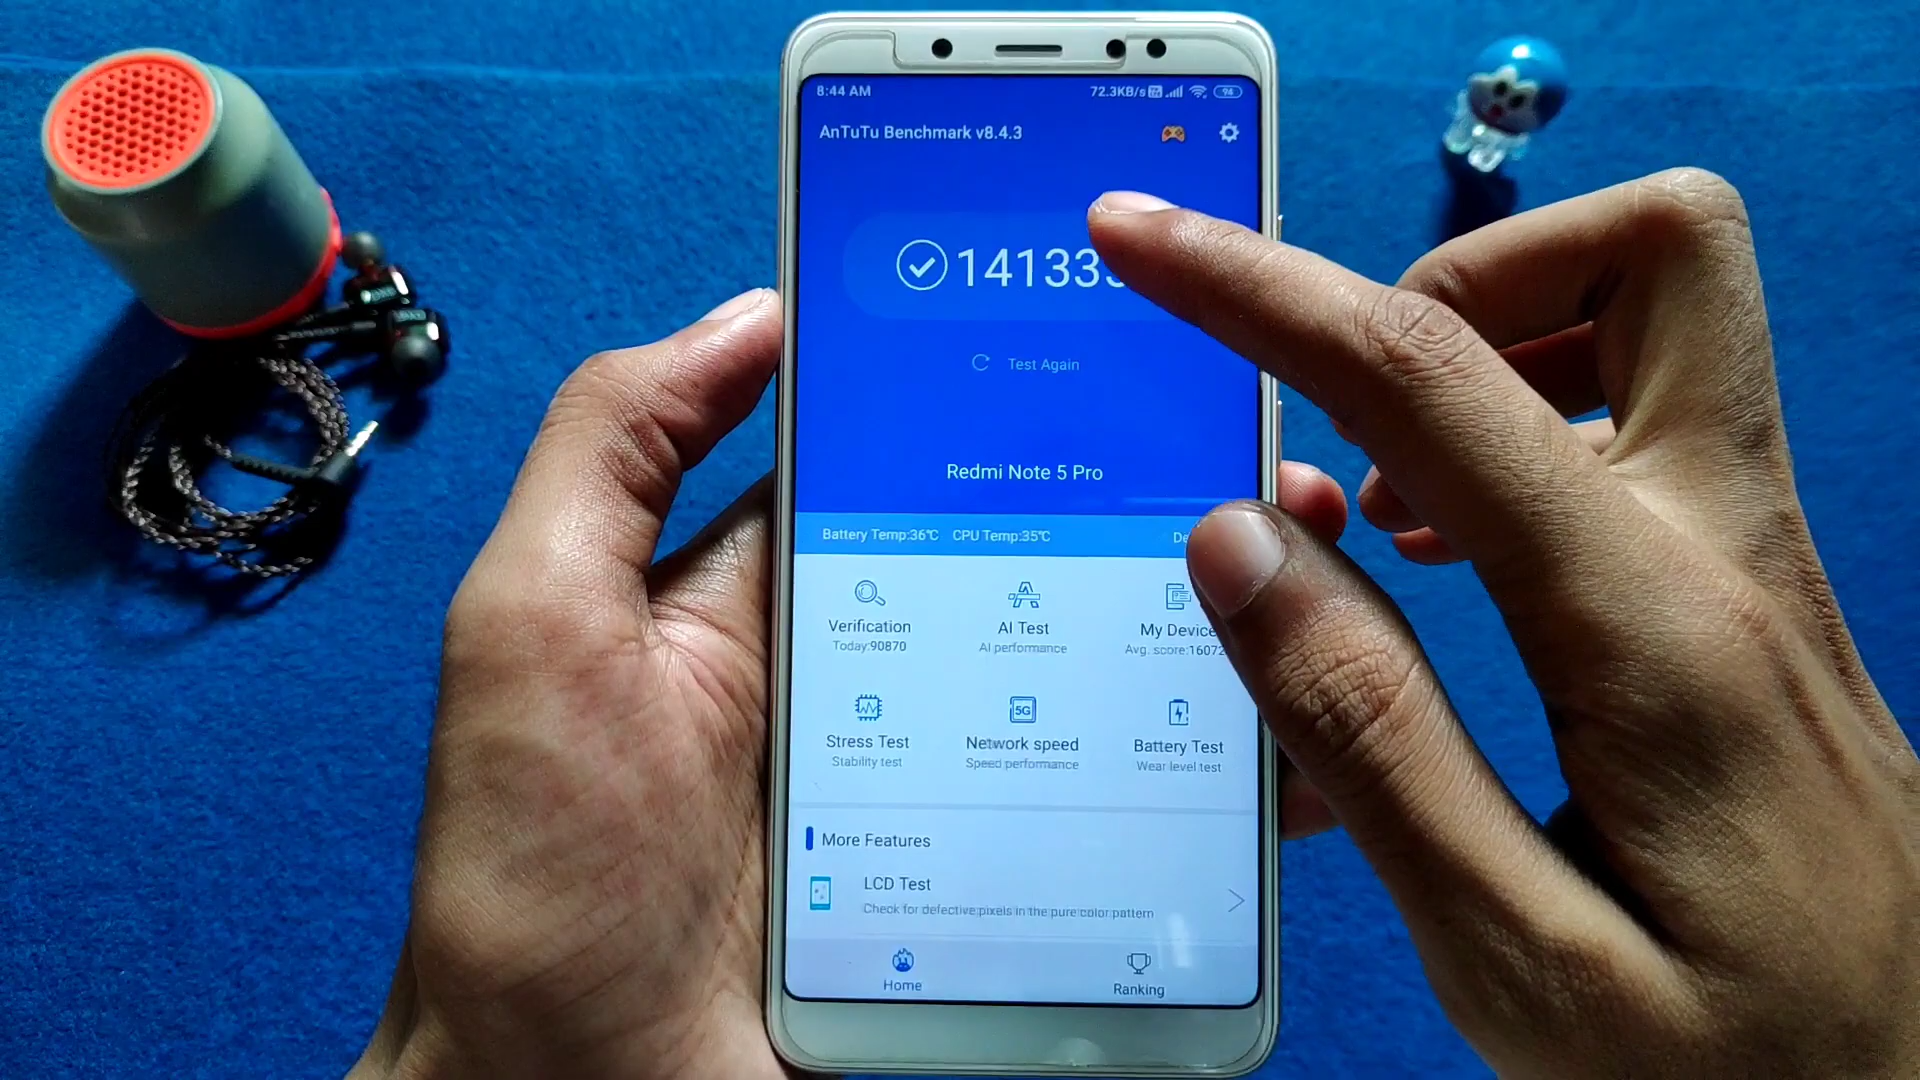 8:44 AM 72.3KB/s 94
AnTuTu Benchmark v8.4.3
14133
Test Again
Redmi Note 5 Pro
Battery Temp:36℃ CPU Temp:35℃
Verification AI Test My Device
Today:90870 AI performance Avg. score:16072
5G
Stress Test Network speed Battery Test
Stability test Speed performance Wear level test
More Features
LCD Test
Check for defective pixels in the pure color pattern
Home Ranking